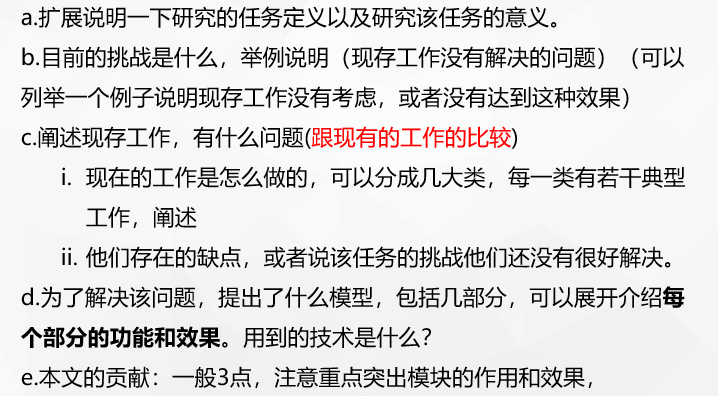 a.扩展说明一下研究的任务定义以及研究该任务的意义。
b.目前的挑战是什么，举例说明（现存工作没有解决的问题）（可以
列举一个例子说明现存工作没有考虑，或者没有达到这种效果）
c.阐述现存工作，有什么问题(跟现有的工作的比较)
i. 现在的工作是怎么做的，可以分成几大类，每一类有若干典型
工作，阐述
ii. 他们存在的缺点，或者说该任务的挑战他们还没有很好解决。
d.为了解决该问题，提出了什么模型，包括几部分，可以展开介绍每
个部分的功能和效果。用到的技术是什么？
e.本文的贡献：一般3点，注意重点突出模块的作用和效果，